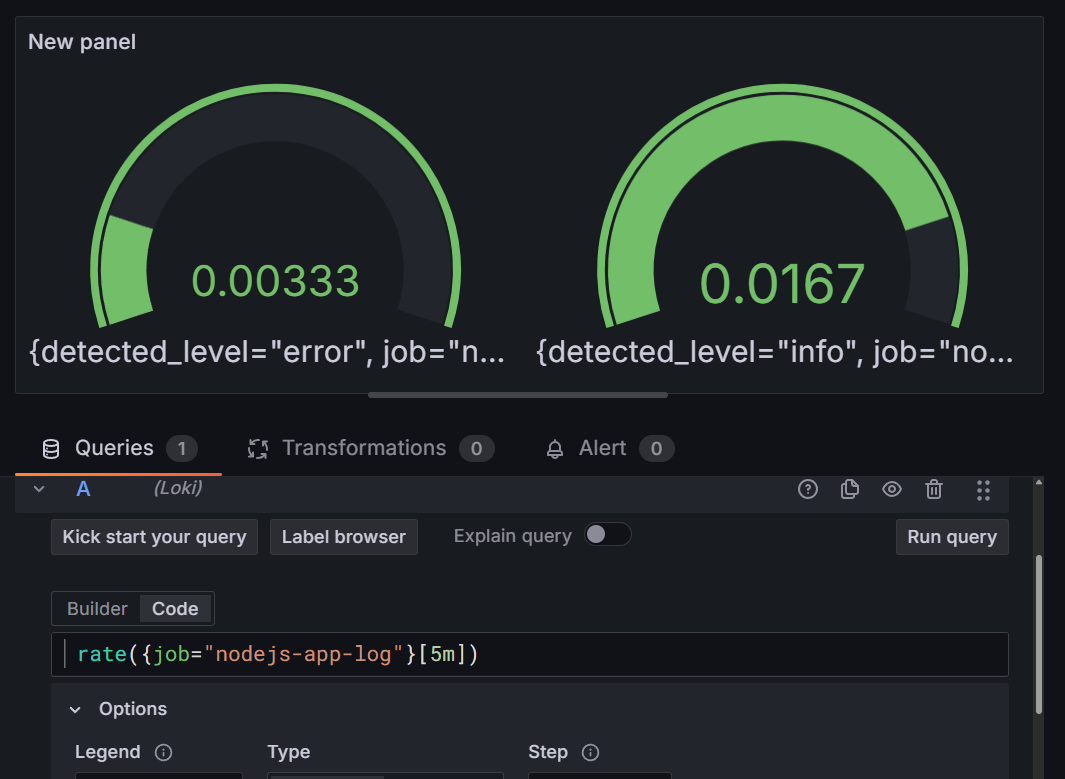 New panel
0.00333
0.0167
{detected_level="error", job="n...
{detected_level="info", job="no...
Queries 1 Transformations 0 Alert 0
A (Loki)
Kick start your query Label browser Explain query Run query
Builder Code
rate({job="nodejs-app-log"}[5m])
Options
Legend Type Step